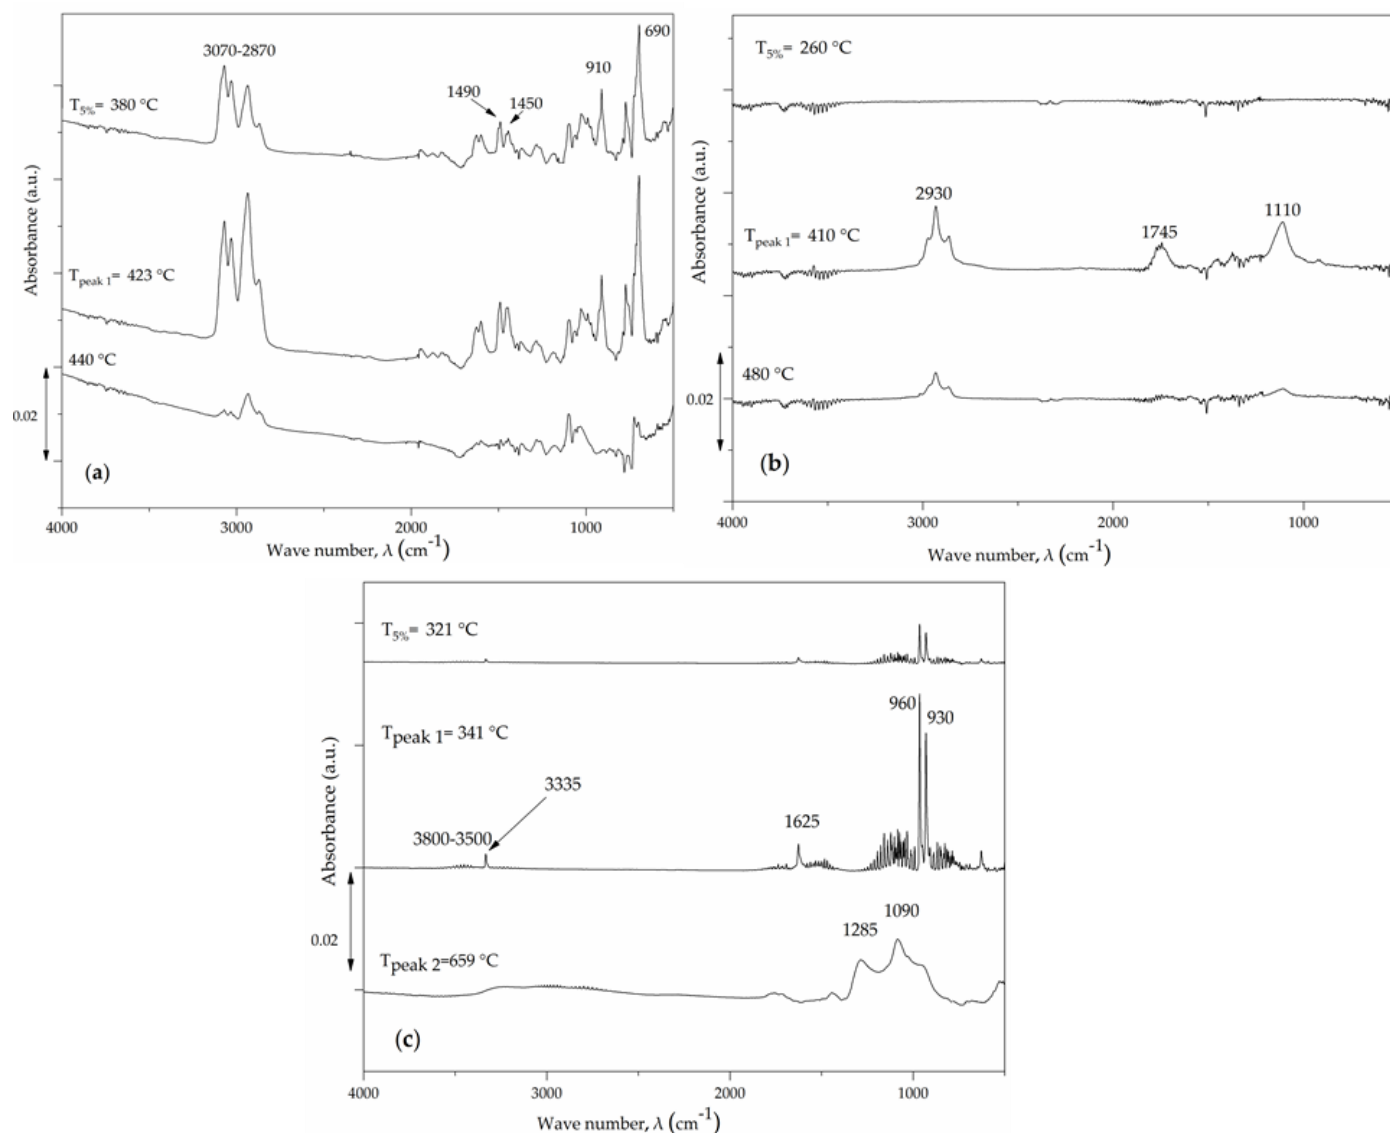 3070-2870
690
910
1490
1450
T5%= 380 °C
Tpeak 1= 423 °C
440 °C
0.02
(a)
Absorbance (a.u.)
4000
3000
2000
1000
Wave number, λ (cm-1)
T5%= 260 °C
2930
1745
1110
Tpeak 1= 410 °C
480 °C
0.02
(b)
Absorbance (a.u.)
4000
3000
2000
1000
Wave number, λ (cm-1)
T5%= 321 °C
960
930
Tpeak 1= 341 °C
3335
3800-3500
1625
0.02
1090
1285
Tpeak 2=659 °C
(c)
Absorbance (a.u.)
4000
3000
2000
1000
Wave number, λ (cm-1)